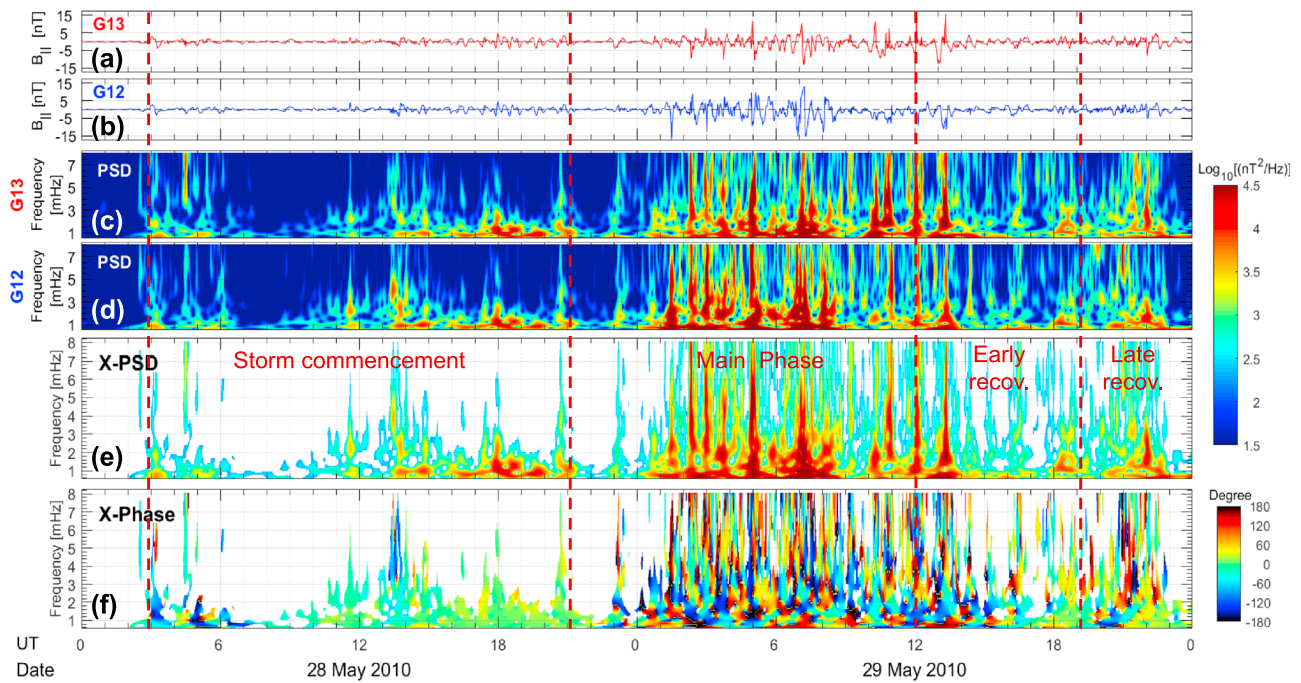 G13
B|| [nT]
15
5
-5
-15
(a)
G12
B|| [nT]
15
5
-5
-15
(b)
G13
Frequency
[mHz]
7
5
3
1
PSD
(c)
G12
Frequency
[mHz]
7
5
3
1
PSD
(d)
Log10[(nT2/Hz)]
4.5
4
3.5
3
2.5
2
1.5
X-PSD
Storm commencement
Main Phase
Early
recov.
Late
recov.
Frequency [mHz]
8
7
6
5
4
3
2
1
(e)
X-Phase
Frequency [mHz]
8
7
6
5
4
3
2
1
(f)
Degree
180
120
60
0
-60
-120
-180
UT
0 6 12 18 0 6 12 18 0
Date
28 May 2010
29 May 2010